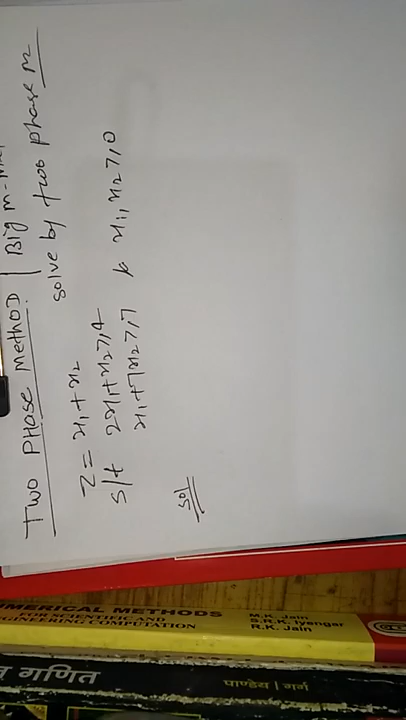 TWO PHASE METHOD | Big M-
solve by two phase m
Z = x₁+x₂
S/t 2x₁+x₂≥4
x₁+7x₂≥7 & x₁,x₂≥0
Sol
NUMERICAL METHODS
FOR SCIENTIFIC AND
ENGINEERING COMPUTATION
M.K. Jain
S.R.K. Iyengar
R.K. Jain
गणित
पाण्डेय | गर्ग